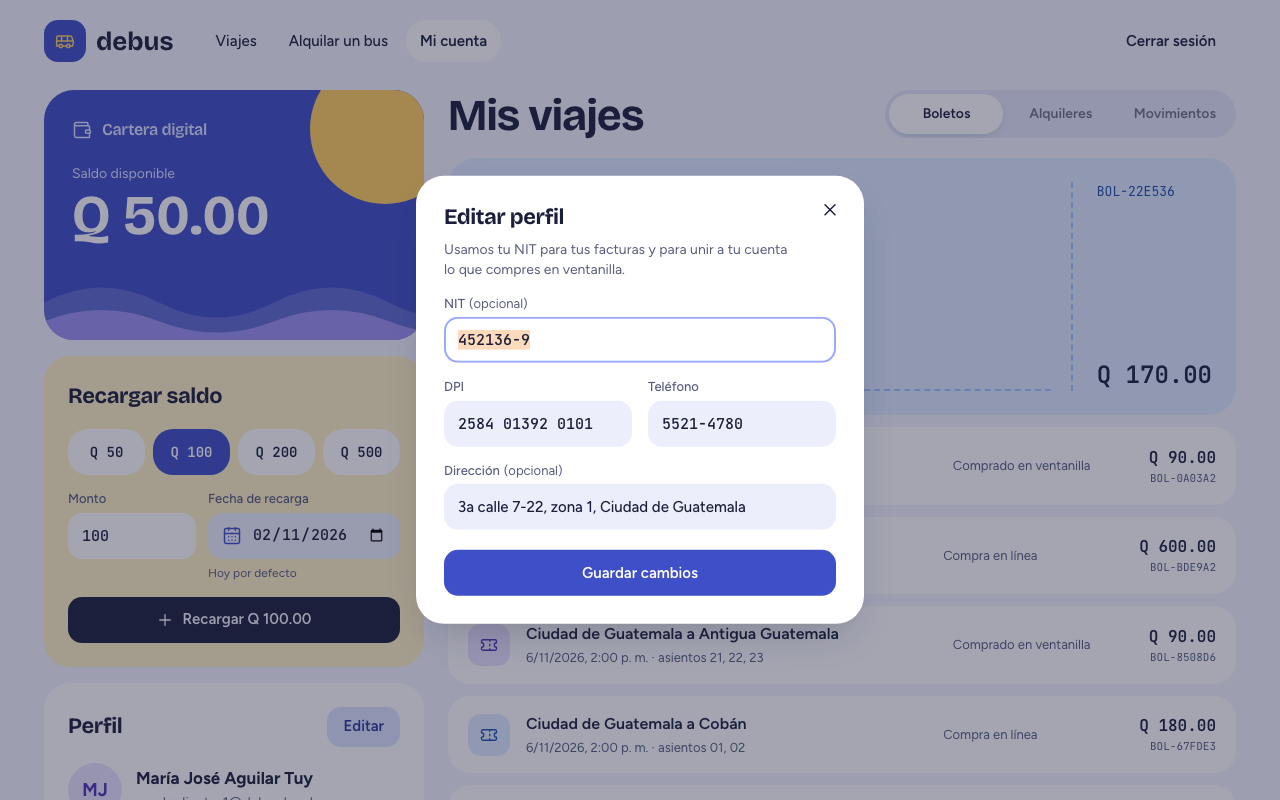 debus
Viajes
Alquilar un bus
Mi cuenta
Cerrar sesión
Cartera digital
Saldo disponible
Q 50.00
Recargar saldo
Q 50
Q 100
Q 200
Q 500
Monto
Fecha de recarga
100
02/11/2026
Hoy por defecto
Recargar Q 100.00
Perfil
Editar
MJ
María José Aguilar Tuy
Mis viajes
Boletos
Alquileres
Movimientos
BOL-22E536
Q 170.00
Editar perfil
Usamos tu NIT para tus facturas y para unir a tu cuenta
lo que compres en ventanilla.
NIT (opcional)
452136-9
DPI
Teléfono
2584 01392 0101
5521-4780
Dirección (opcional)
3a calle 7-22, zona 1, Ciudad de Guatemala
Guardar cambios
Comprado en ventanilla
Q 90.00
BOL-0A03A2
Compra en línea
Q 600.00
BOL-BDE9A2
Ciudad de Guatemala a Antigua Guatemala
6/11/2026, 2:00 p. m. · asientos 21, 22, 23
Comprado en ventanilla
Q 90.00
BOL-8508D6
Ciudad de Guatemala a Cobán
6/11/2026, 2:00 p. m. · asientos 01, 02
Compra en línea
Q 180.00
BOL-67FDE3